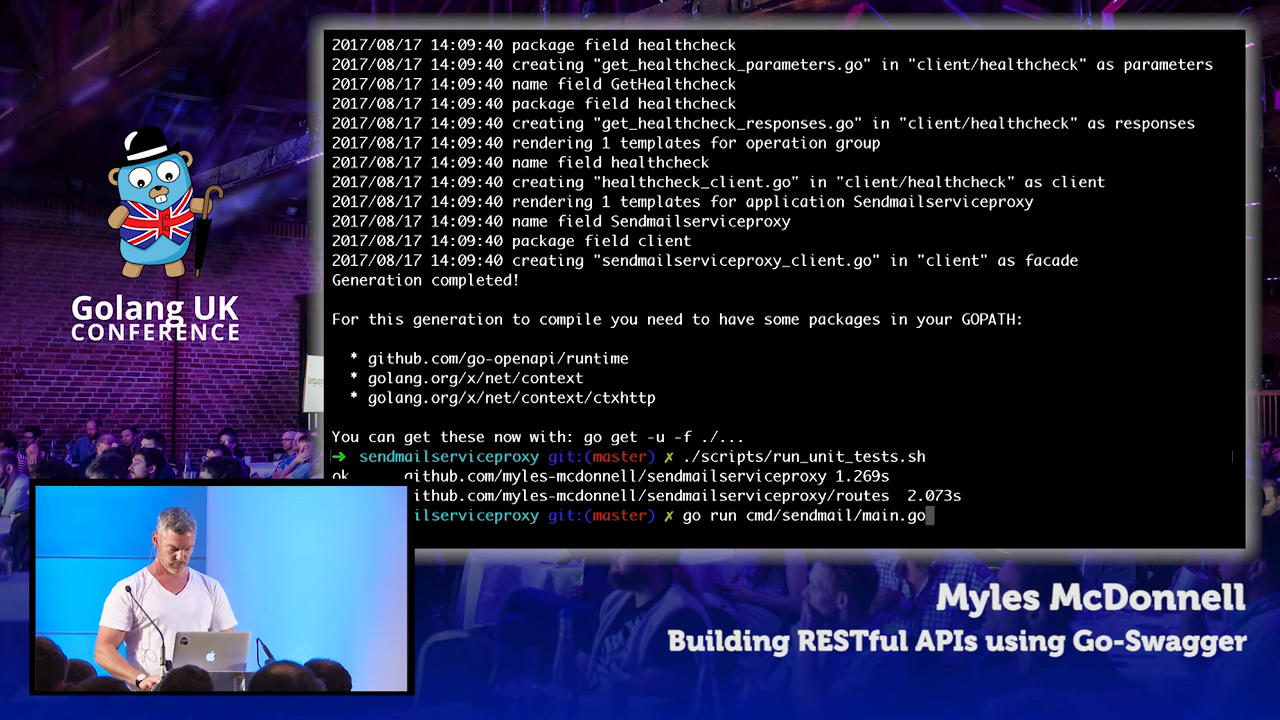 2017/08/17 14:09:40 package field healthcheck
2017/08/17 14:09:40 creating "get_healthcheck_parameters.go" in "client/healthcheck" as parameters
2017/08/17 14:09:40 name field GetHealthcheck
2017/08/17 14:09:40 package field healthcheck
2017/08/17 14:09:40 creating "get_healthcheck_responses.go" in "client/healthcheck" as responses
2017/08/17 14:09:40 rendering 1 templates for operation group
2017/08/17 14:09:40 name field healthcheck
2017/08/17 14:09:40 creating "healthcheck_client.go" in "client/healthcheck" as client
2017/08/17 14:09:40 rendering 1 templates for application Sendmailserviceproxy
2017/08/17 14:09:40 name field Sendmailserviceproxy
2017/08/17 14:09:40 package field client
2017/08/17 14:09:40 creating "sendmailserviceproxy_client.go" in "client" as facade
Generation completed!
For this generation to compile you need to have some packages in your GOPATH:
* github.com/go-openapi/runtime
* golang.org/x/net/context
* golang.org/x/net/context/ctxhttp
You can get these now with: go get -u -f ./...
➜ sendmailserviceproxy git:(master) ✗ ./scripts/run_unit_tests.sh
ok github.com/myles-mcdonnell/sendmailserviceproxy 1.269s
ithub.com/myles-mcdonnell/sendmailserviceproxy/routes 2.073s
ilserviceproxy git:(master) ✗ go run cmd/sendmail/main.go
Golang UK
CONFERENCE
Myles McDonnell
Building RESTful APIs using Go-Swagger